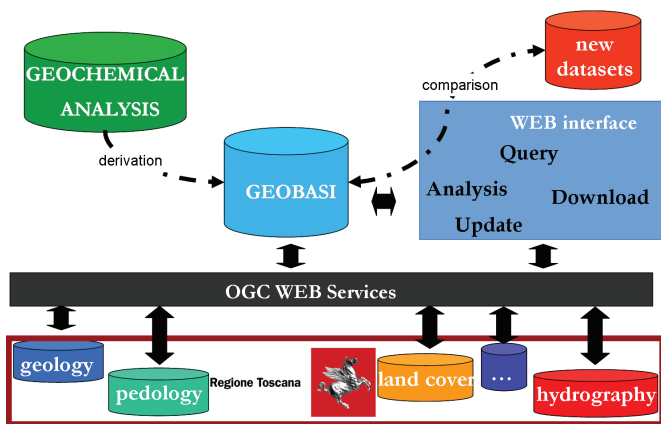 new
datasets
GEOCHEMICAL
ANALYSIS
comparison
WEB interface
Query
derivation
GEOBASI
Analysis
Download
Update
OGC WEB Services
geology
land cover
...
pedology
Regione Toscana
hydrography